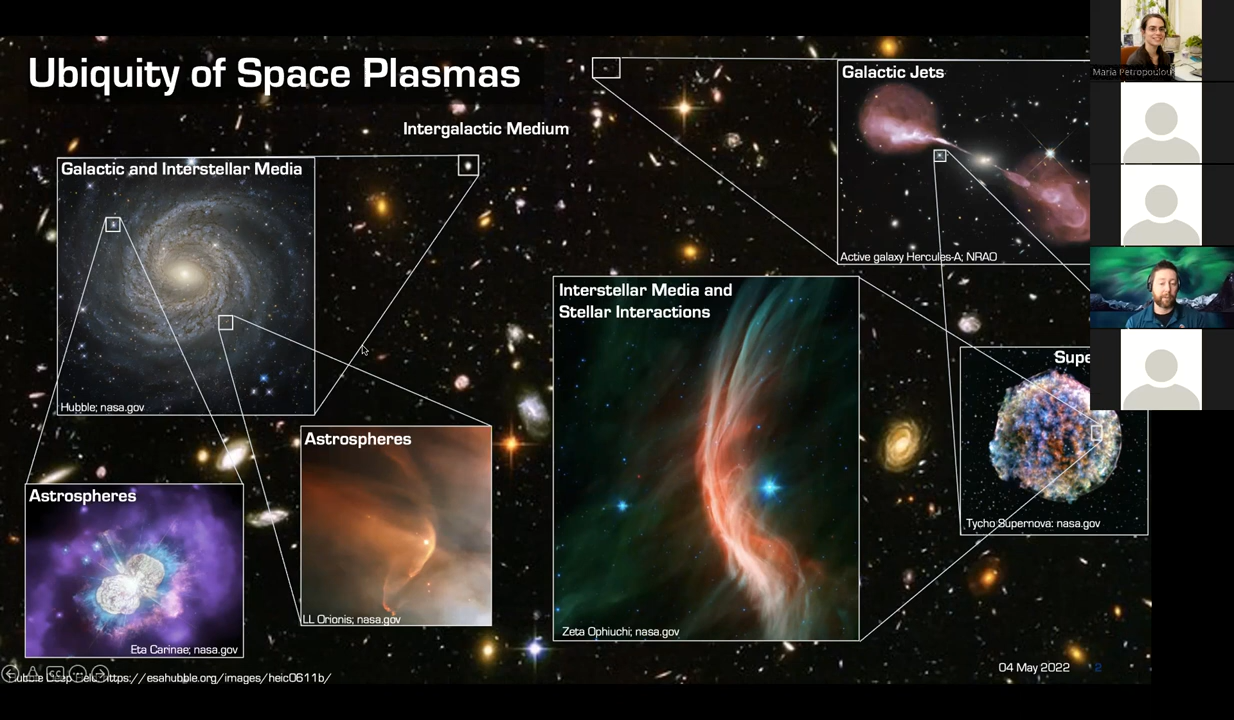 Ubiquity of Space Plasmas
Intergalactic Medium
Galactic Jets
Active galaxy Hercules-A; NRAO
Maria Petropoulou
Galactic and Interstellar Media
Hubble; nasa.gov
Interstellar Media and
Stellar Interactions
Zeta Ophiuchi; nasa.gov
Supe
Tycho Supernova: nasa.gov
Astrospheres
LL Orionis; nasa.gov
Astrospheres
Eta Carinae; nasa.gov
https://esahubble.org/images/heic0611b/
04 May 2022
2